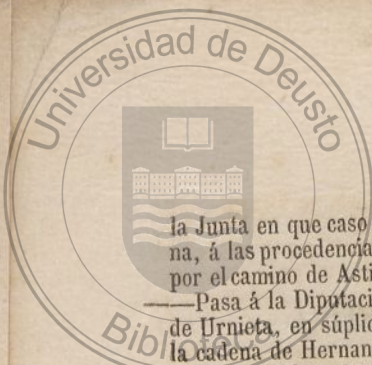 Universidad de Deusto
la Junta en que caso
na, á las procedencia
por el camino de Asti
——Pasa á la Diputaci
de Urnieta, en súplic
la cadena de Hernan